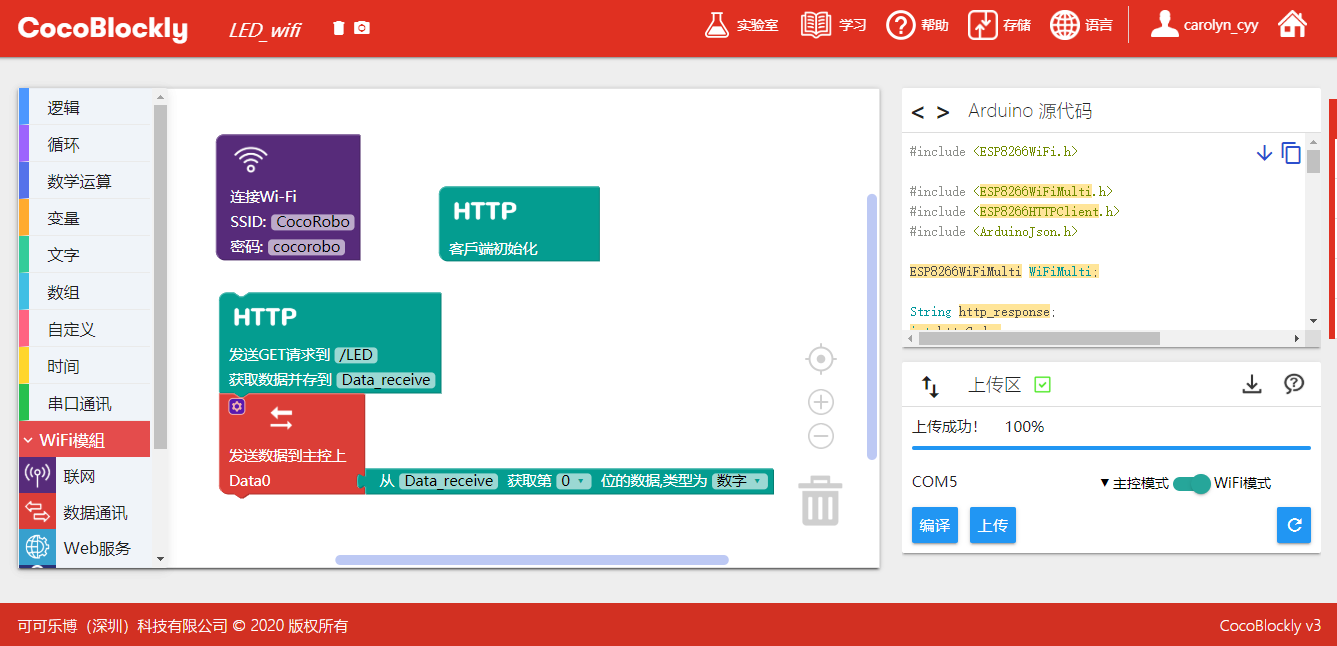 CocoBlockly
LED_wifi
实验室
学习
帮助
存储
语言
carolyn_cyy
逻辑
循环
数学运算
变量
文字
数组
自定义
时间
串口通讯
WiFi模组
联网
数据通讯
Web服务
连接Wi-Fi
SSID: CocoRobo
密码: cocorobo
HTTP
客戶端初始化
HTTP
发送GET请求到 /LED
获取数据并存到 Data_receive
发送数据到主控上
Data0
从 Data_receive 获取第 0 位的数据,类型为 数字
< > Arduino 源代码
#include <ESP8266WiFi.h>
#include <ESP8266WiFiMulti.h>
#include <ESP8266HTTPClient.h>
#include <ArduinoJson.h>
ESP8266WiFiMulti WiFiMulti;
String http_response;
上传区
上传成功! 100%
COM5
主控模式
WiFi模式
编译
上传
可可乐博（深圳）科技有限公司 © 2020 版权所有
CocoBlockly v3